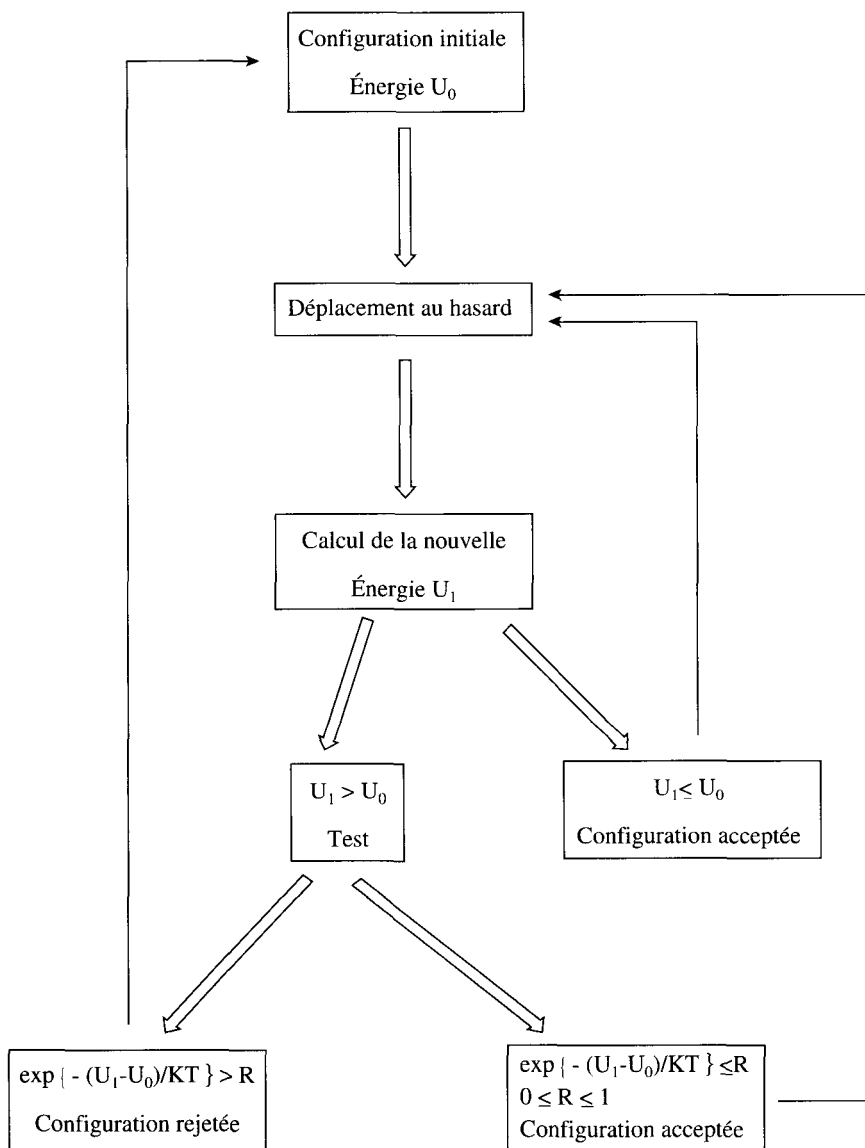 Configuration initiale
Énergie U₀
Déplacement au hasard
Calcul de la nouvelle
Énergie U₁
U₁ > U₀
Test
U₁ ≤ U₀
Configuration acceptée
exp { - (U₁-U₀)/KT } > R
Configuration rejetée
exp { - (U₁-U₀)/KT } ≤R
0 ≤ R ≤ 1
Configuration acceptée